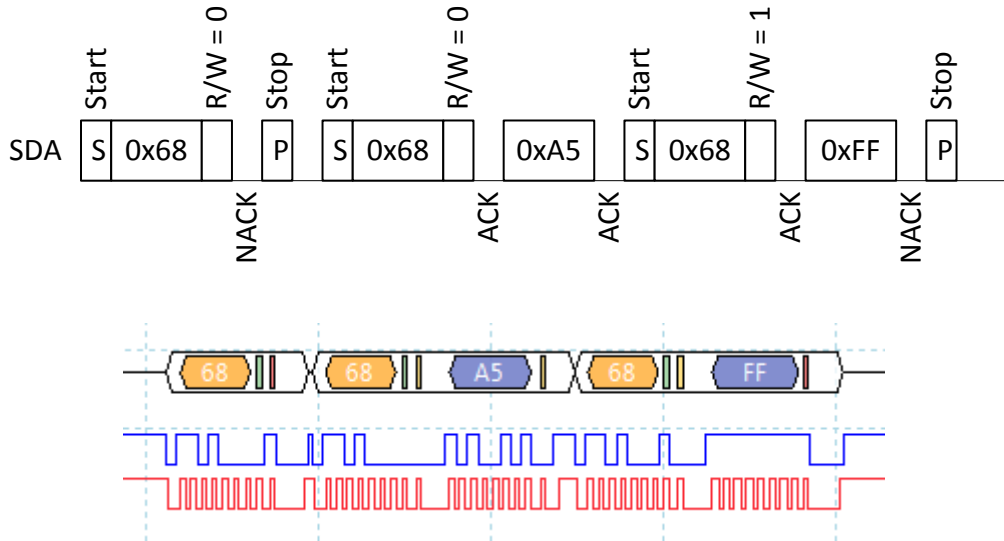 Start R/W = 0 Stop Start R/W = 0 Start R/W = 1 Stop
SDA S 0x68 P S 0x68 0xA5 S 0x68 0xFF P
NACK ACK ACK ACK NACK
68 68 A5 68 FF